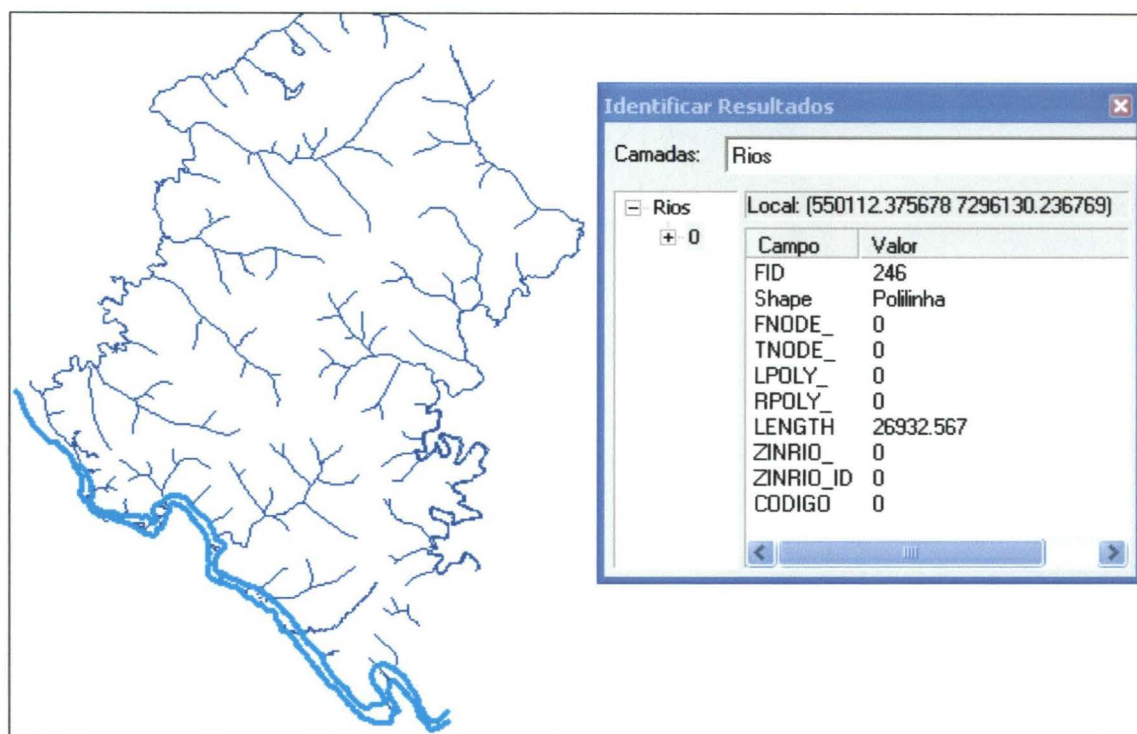 Identificar Resultados
Camadas: Rios
Rios
0
Local: (550112.375678 7296130.236769)
Campo Valor
FID 246
Shape Polilinha
FNODE_ 0
TNODE_ 0
LPOLY_ 0
RPOLY_ 0
LENGTH 26932.567
ZINRIO_ 0
ZINRIO_ID 0
CODIGO 0